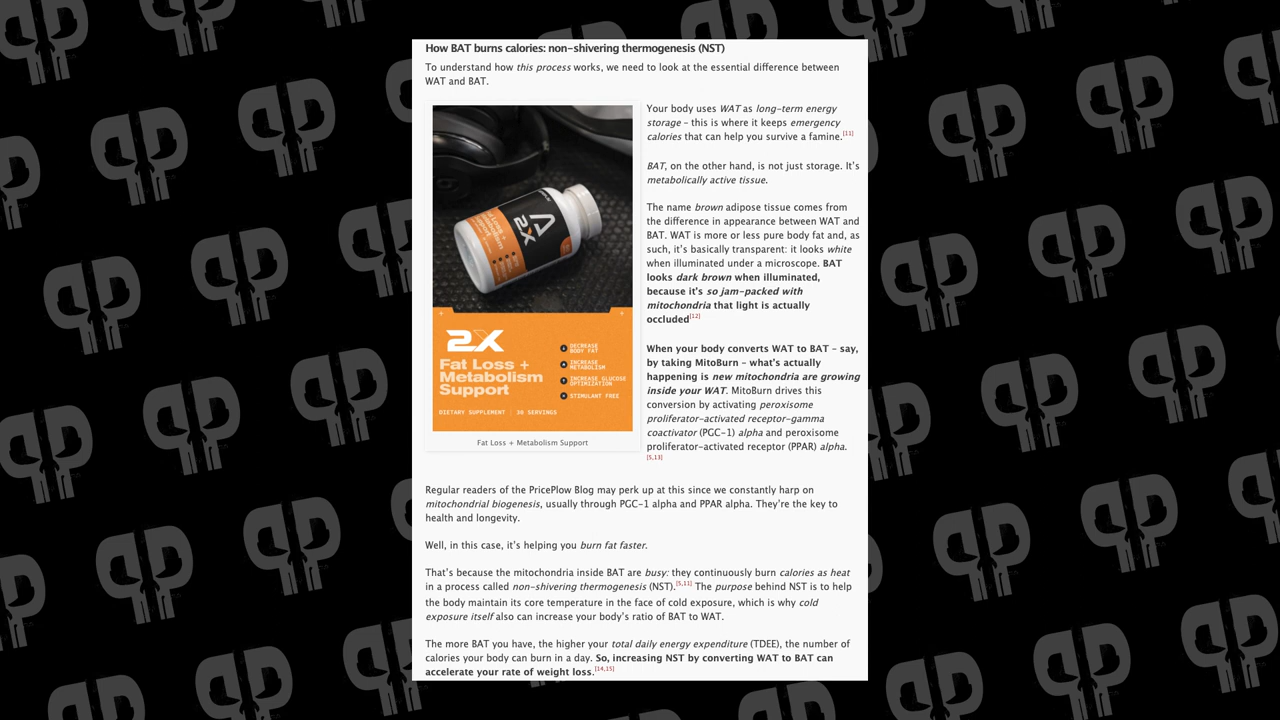 How BAT burns calories: non-shivering thermogenesis (NST)
To understand how this process works, we need to look at the essential difference between
WAT and BAT.
2X
Fat Loss +
Metabolism
Support
2X
Fat Loss +
Metabolism
Support
DECREASE
BODY FAT
INCREASE
METABOLISM
INCREASE GLUCOSE
OPTIMIZATION
STIMULANT FREE
DIETARY SUPPLEMENT | 30 SERVINGS
Fat Loss + Metabolism Support
Your body uses WAT as long-term energy
storage – this is where it keeps emergency
calories that can help you survive a famine.[11]
BAT, on the other hand, is not just storage. It's
metabolically active tissue.
The name brown adipose tissue comes from
the difference in appearance between WAT and
BAT. WAT is more or less pure body fat and, as
such, it's basically transparent: it looks white
when illuminated under a microscope. BAT
looks dark brown when illuminated,
because it's so jam-packed with
mitochondria that light is actually
occluded[12]
When your body converts WAT to BAT – say,
by taking MitoBurn – what's actually
happening is new mitochondria are growing
inside your WAT. MitoBurn drives this
conversion by activating peroxisome
proliferator-activated receptor-gamma
coactivator (PGC-1) alpha and peroxisome
proliferator-activated receptor (PPAR) alpha.
[5,13]
Regular readers of the PricePlow Blog may perk up at this since we constantly harp on
mitochondrial biogenesis, usually through PGC-1 alpha and PPAR alpha. They're the key to
health and longevity.
Well, in this case, it's helping you burn fat faster.
That's because the mitochondria inside BAT are busy: they continuously burn calories as heat
in a process called non-shivering thermogenesis (NST).[5,11] The purpose behind NST is to help
the body maintain its core temperature in the face of cold exposure, which is why cold
exposure itself also can increase your body's ratio of BAT to WAT.
The more BAT you have, the higher your total daily energy expenditure (TDEE), the number of
calories your body can burn in a day. So, increasing NST by converting WAT to BAT can
accelerate your rate of weight loss.[14,15]